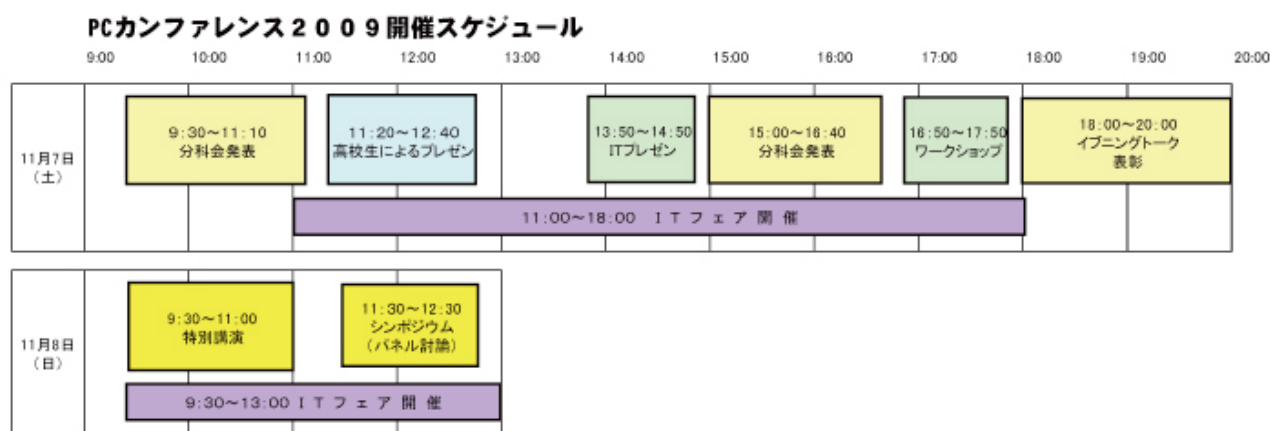 PCカンファレンス２００９開催スケジュール
9:00 10:00 11:00 12:00 13:00 14:00 15:00 16:00 17:00 18:00 19:00 20:00
11月7日
（土）
9:30～11:10
分科会発表
11:20～12:40
高校生によるプレゼン
13:50～14:50
ITプレゼン
15:00～16:40
分科会発表
16:50～17:50
ワークショップ
18:00～20:00
イブニングトーク
表彰
11:00～18:00 ＩＴフェア開催
11月8日
（日）
9:30～11:00
特別講演
11:30～12:30
シンポジウム
（パネル討論）
9:30～13:00 ＩＴフェア開催